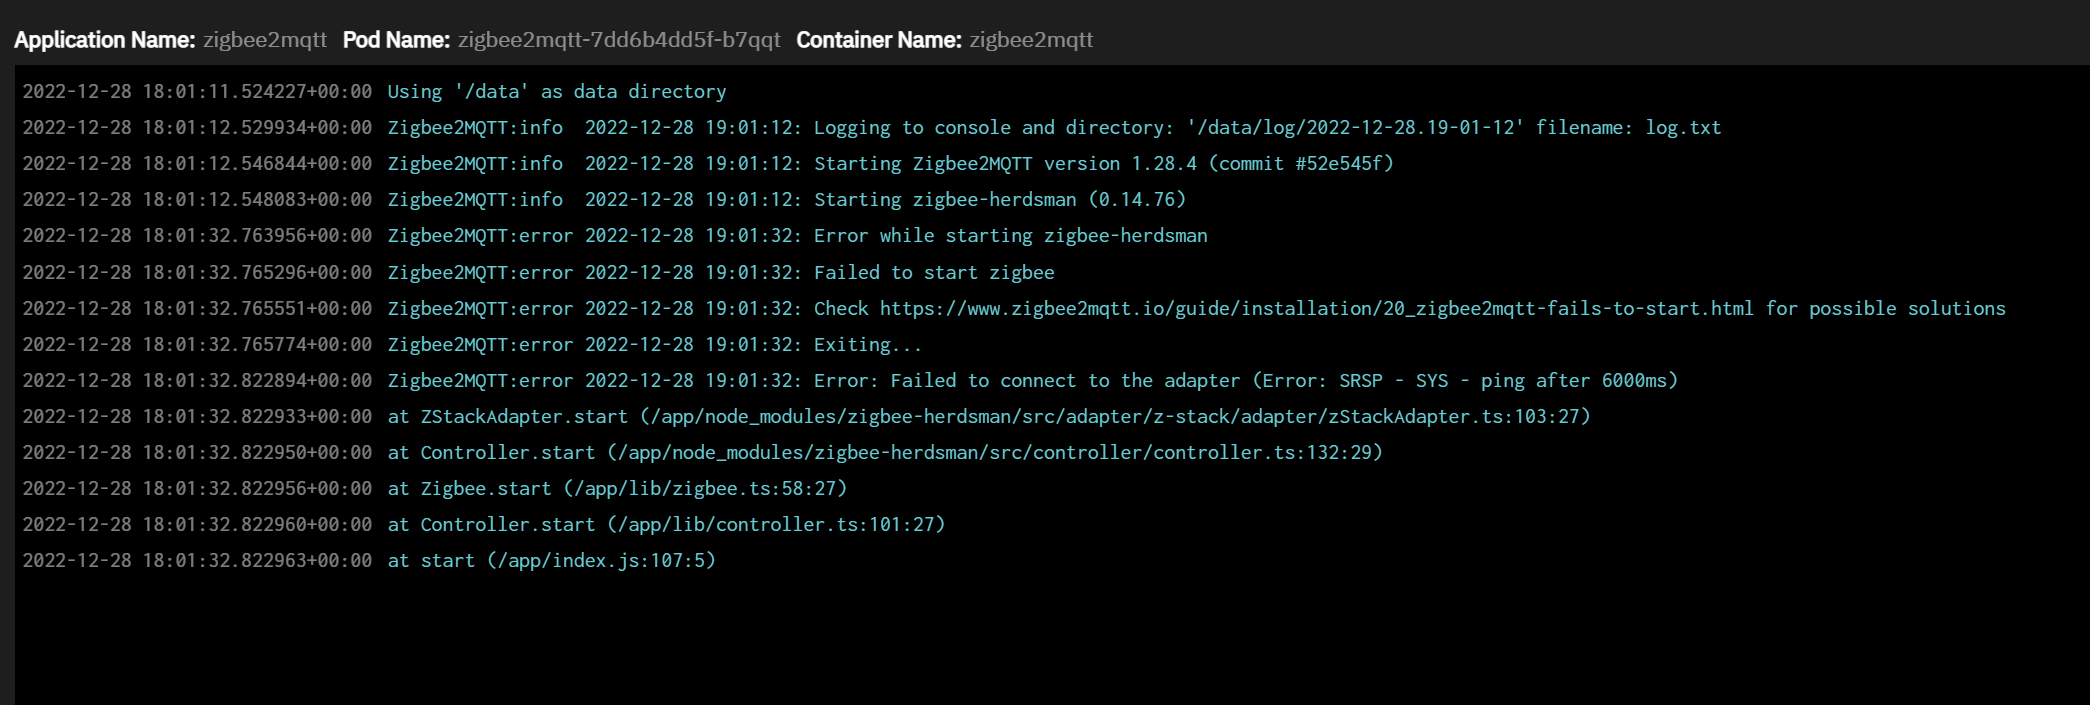 Application Name: zigbee2mqtt Pod Name: zigbee2mqtt-7dd6b4dd5f-b7qqt Container Name: zigbee2mqtt
2022-12-28 18:01:11.524227+00:00 Using '/data' as data directory
2022-12-28 18:01:12.529934+00:00 Zigbee2MQTT:info  2022-12-28 19:01:12: Logging to console and directory: '/data/log/2022-12-28.19-01-12' filename: log.txt
2022-12-28 18:01:12.546844+00:00 Zigbee2MQTT:info  2022-12-28 19:01:12: Starting Zigbee2MQTT version 1.28.4 (commit #52e545f)
2022-12-28 18:01:12.548083+00:00 Zigbee2MQTT:info  2022-12-28 19:01:12: Starting zigbee-herdsman (0.14.76)
2022-12-28 18:01:32.763956+00:00 Zigbee2MQTT:error 2022-12-28 19:01:32: Error while starting zigbee-herdsman
2022-12-28 18:01:32.765296+00:00 Zigbee2MQTT:error 2022-12-28 19:01:32: Failed to start zigbee
2022-12-28 18:01:32.765551+00:00 Zigbee2MQTT:error 2022-12-28 19:01:32: Check https://www.zigbee2mqtt.io/guide/installation/20_zigbee2mqtt-fails-to-start.html for possible solutions
2022-12-28 18:01:32.765774+00:00 Zigbee2MQTT:error 2022-12-28 19:01:32: Exiting...
2022-12-28 18:01:32.822894+00:00 Zigbee2MQTT:error 2022-12-28 19:01:32: Error: Failed to connect to the adapter (Error: SRSP - SYS - ping after 6000ms)
2022-12-28 18:01:32.822933+00:00 at ZStackAdapter.start (/app/node_modules/zigbee-herdsman/src/adapter/z-stack/adapter/zStackAdapter.ts:103:27)
2022-12-28 18:01:32.822950+00:00 at Controller.start (/app/node_modules/zigbee-herdsman/src/controller/controller.ts:132:29)
2022-12-28 18:01:32.822956+00:00 at Zigbee.start (/app/lib/zigbee.ts:58:27)
2022-12-28 18:01:32.822960+00:00 at Controller.start (/app/lib/controller.ts:101:27)
2022-12-28 18:01:32.822963+00:00 at start (/app/index.js:107:5)